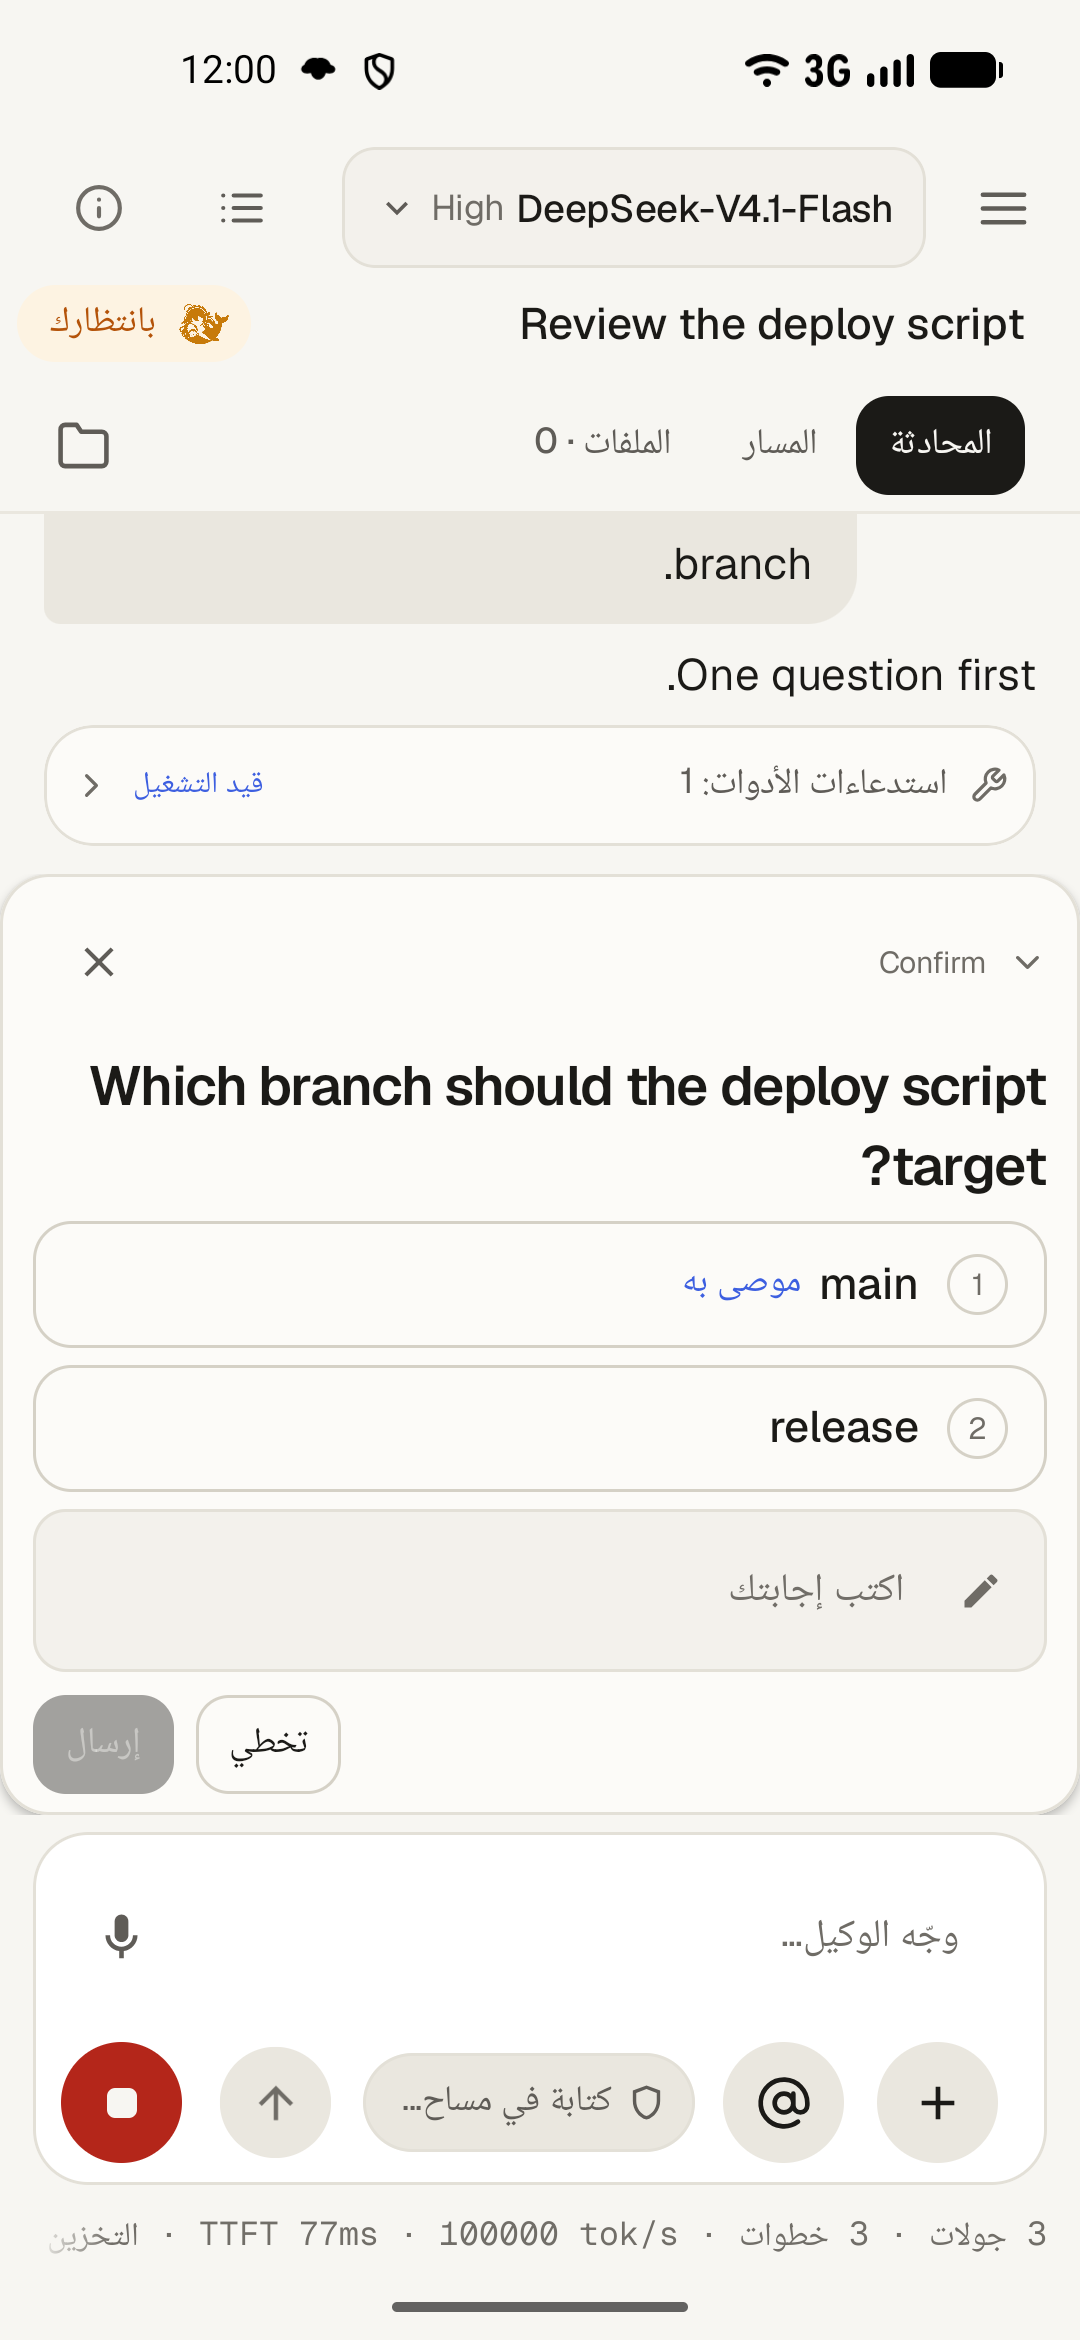 12:00 3G
High DeepSeek-V4.1-Flash
Review the deploy script
بانتظارك
المحادثة
المسار
الملفات · 0
branch.
One question first.
استدعاءات الأدوات: 1
قيد التشغيل
Confirm
Which branch should the deploy script
target?
1 main موصى به
2 release
اكتب إجابتك
تخطي
إرسال
وجّه الوكيل...
كتابة في مساح...
3 جولات · 3 خطوات · 100000 tok/s · TTFT 77ms · التخزين